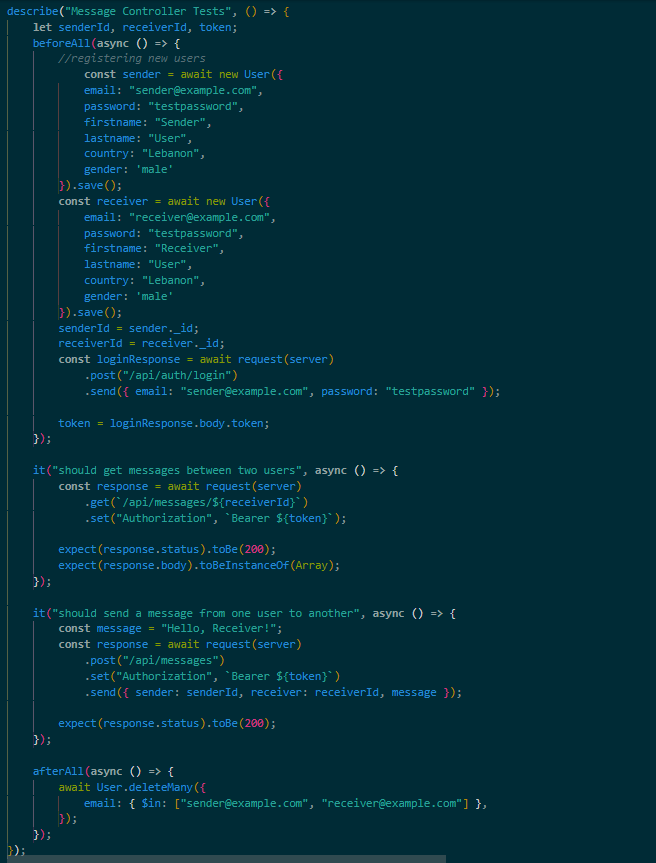 describe("Message Controller Tests", () => {
    let senderId, receiverId, token;
    beforeAll(async () => {
        //registering new users
            const sender = await new User({
            email: "sender@example.com",
            password: "testpassword",
            firstname: "Sender",
            lastname: "User",
            country: "Lebanon",
            gender: 'male'
        }).save();
        const receiver = await new User({
            email: "receiver@example.com",
            password: "testpassword",
            firstname: "Receiver",
            lastname: "User",
            country: "Lebanon",
            gender: 'male'
        }).save();
        senderId = sender._id;
        receiverId = receiver._id;
        const loginResponse = await request(server)
            .post("/api/auth/login")
            .send({ email: "sender@example.com", password: "testpassword" });

        token = loginResponse.body.token;
    });

    it("should get messages between two users", async () => {
        const response = await request(server)
            .get(`/api/messages/${receiverId}`)
            .set("Authorization", `Bearer ${token}`);

        expect(response.status).toBe(200);
        expect(response.body).toBeInstanceOf(Array);
    });

    it("should send a message from one user to another", async () => {
        const message = "Hello, Receiver!";
        const response = await request(server)
            .post("/api/messages")
            .set("Authorization", `Bearer ${token}`)
            .send({ sender: senderId, receiver: receiverId, message });

        expect(response.status).toBe(200);
    });

    afterAll(async () => {
        await User.deleteMany({
            email: { $in: ["sender@example.com", "receiver@example.com"] },
        });
    });
});